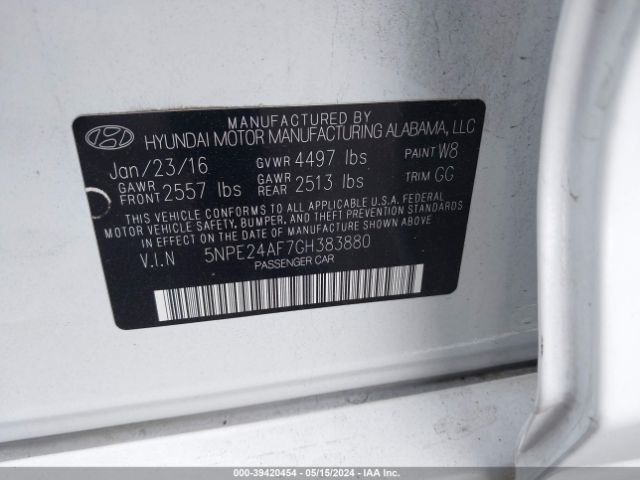 MANUFACTURED BY
HYUNDAI MOTOR MANUFACTURING ALABAMA, LLC
Jan/23/16 GVWR 4497 lbs PAINT W8
GAWR FRONT 2557 lbs GAWR REAR 2513 lbs TRIM GG
THIS VEHICLE CONFORMS TO ALL APPLICABLE U.S.A. FEDERAL
MOTOR VEHICLE SAFETY, BUMPER, AND THEFT PREVENTION STANDARDS
IN EFFECT ON THE DATE OF MANUFACTURE SHOWN ABOVE.
V.I.N 5NPE24AF7GH383880
PASSENGER CAR
000-39420454 - 05/15/2024 - IAA Inc.